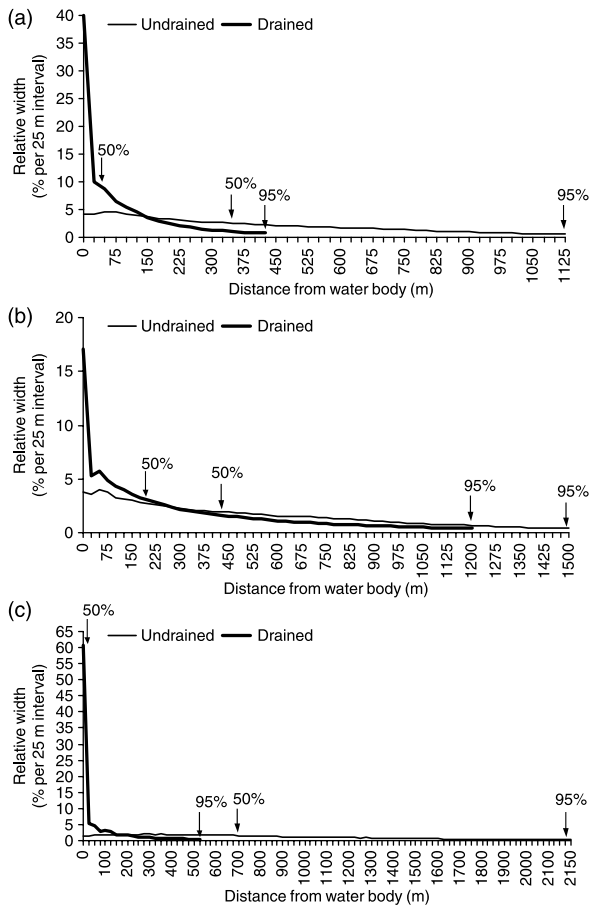 (a)
Undrained Drained
Relative width
(% per 25 m interval)
40
35
30
25
20
15
10
5
0
50%
50%
95%
95%
0 75 150 225 300 375 450 525 600 675 750 825 900 975 1050 1125
Distance from water body (m)
(b)
Undrained Drained
Relative width
(% per 25 m interval)
20
15
10
5
0
50%
50%
95%
95%
0 75 150 225 300 375 450 525 600 675 750 825 900 975 1050 1125 1200 1275 1350 1425 1500
Distance from water body (m)
(c)
50%
Undrained Drained
Relative width
(% per 25 m interval)
65
60
55
50
45
40
35
30
25
20
15
10
5
0
95%
50%
95%
0 100 200 300 400 500 600 700 800 900 1000 1100 1200 1300 1400 1500 1600 1700 1800 1900 2000 2100 2150
Distance from water body (m)